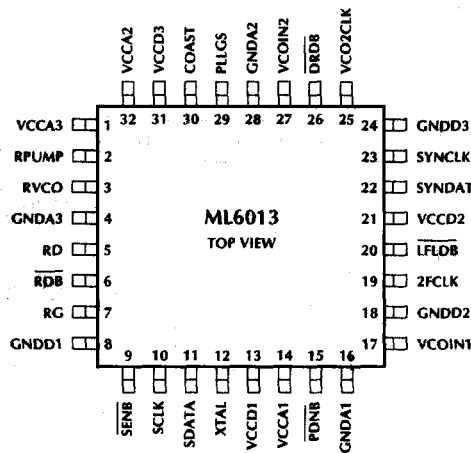 VCCA2
VCCD3
COAST
PLLGS
GNDA2
VCOIN2
DRDB
VCO2CLK
32 31 30 29 28 27 26 25
VCCA3 1
RPUMP 2
RVCO 3
GNDA3 4
RD 5
RDB 6
RG 7
GNDD1 8
ML6013
TOP VIEW
24 GNDD3
23 SYNCLK
22 SYNDAT
21 VCCD2
20 LFLDB
19 2FCLK
18 GNDD2
17 VCOIN1
9 10 11 12 13 14 15 16
SENB
SCLK
SDATA
XTAL
VCCD1
VCCA1
PDNB
GNDA1